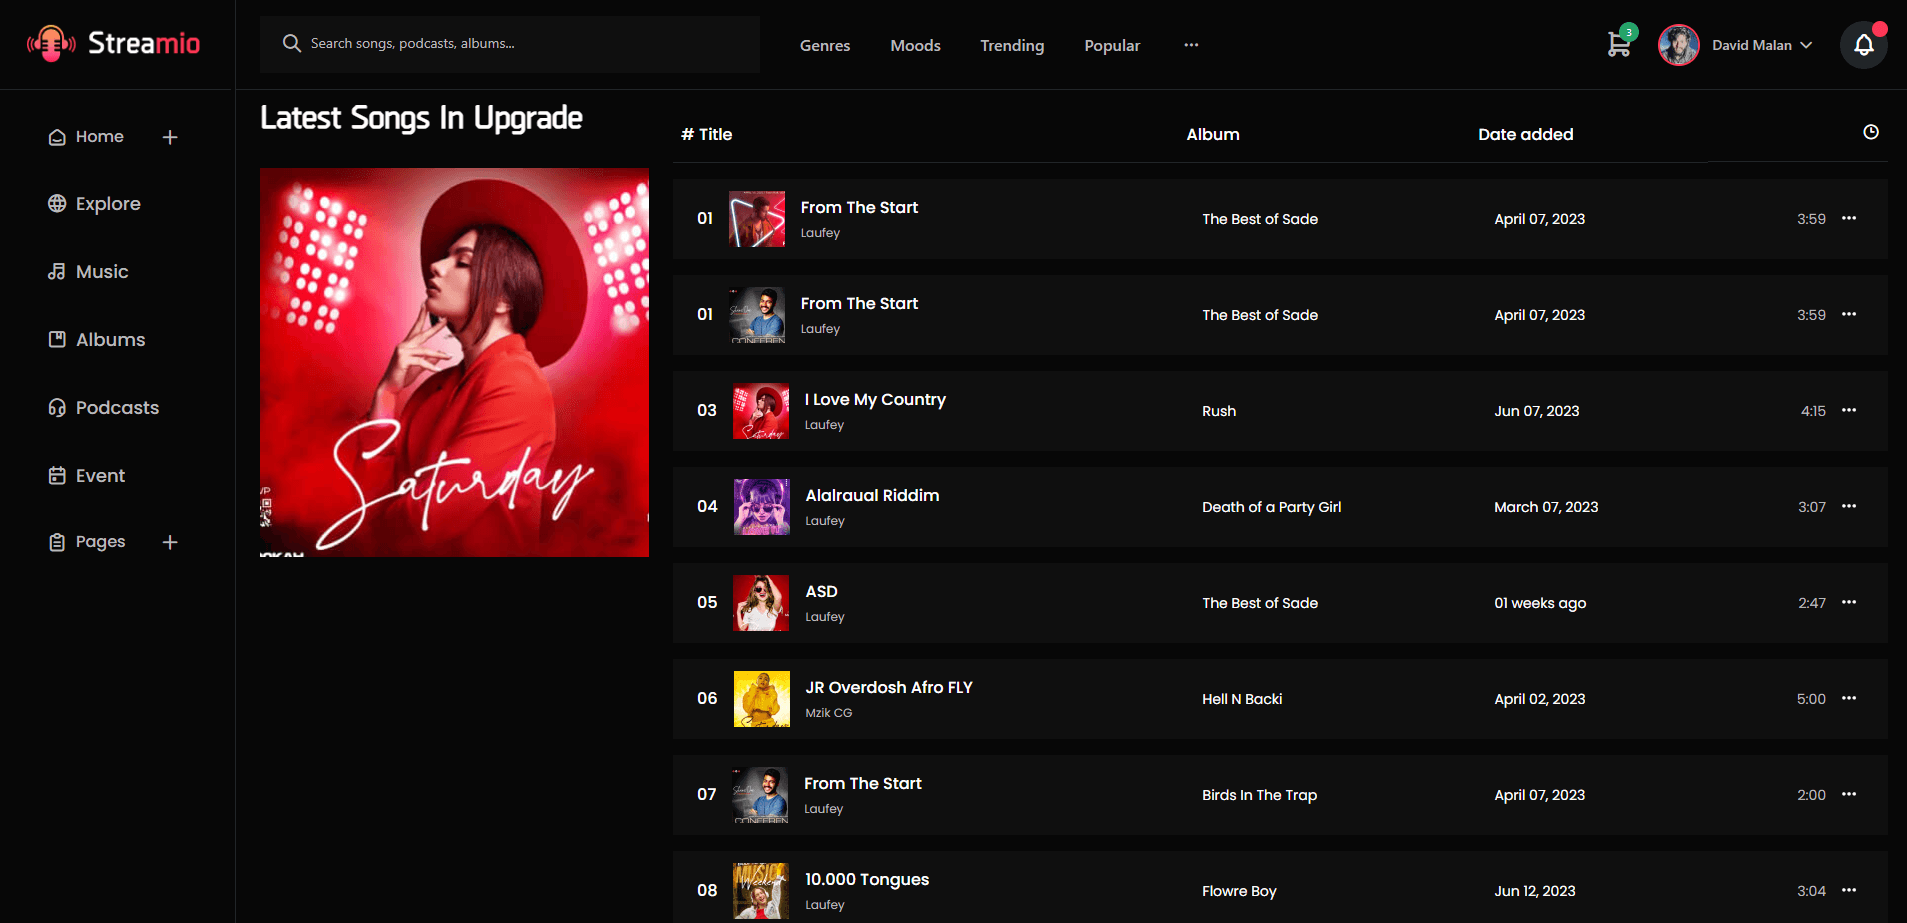 Streamio
Search songs, podcasts, albums...
Genres
Moods
Trending
Popular
3
David Malan
Home
Explore
Music
Albums
Podcasts
Event
Pages
Latest Songs In Upgrade
Saturday
# Title
Album
Date added
01
From The Start
Laufey
The Best of Sade
April 07, 2023
3:59
01
From The Start
Laufey
The Best of Sade
April 07, 2023
3:59
03
I Love My Country
Laufey
Rush
Jun 07, 2023
4:15
04
Alalraual Riddim
Laufey
Death of a Party Girl
March 07, 2023
3:07
05
ASD
Laufey
The Best of Sade
01 weeks ago
2:47
06
JR Overdosh Afro FLY
Mzik CG
Hell N Backi
April 02, 2023
5:00
07
From The Start
Laufey
Birds In The Trap
April 07, 2023
2:00
08
10.000 Tongues
Laufey
Flowre Boy
Jun 12, 2023
3:04